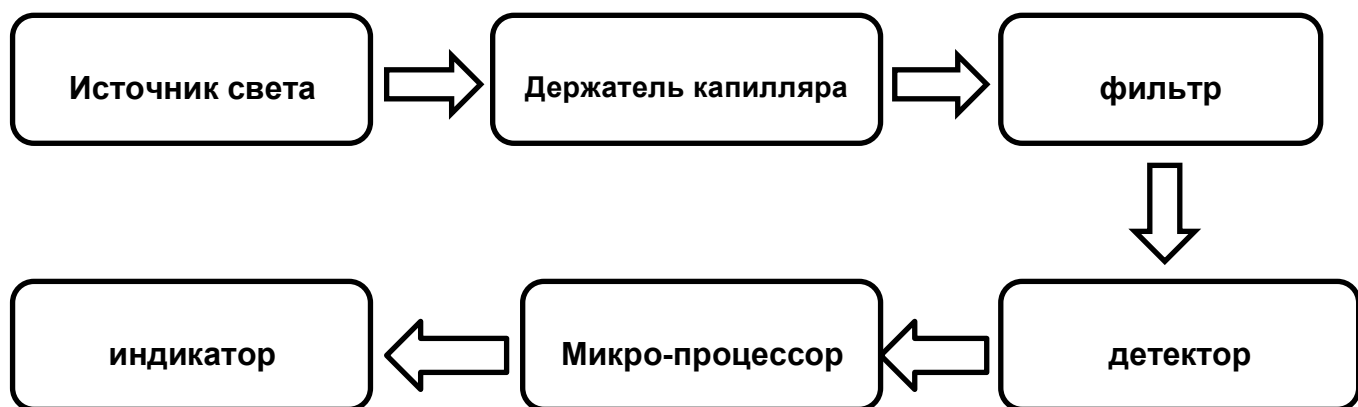 Источник света
Держатель капилляра
фильтр
индикатор
Микро-процессор
детектор